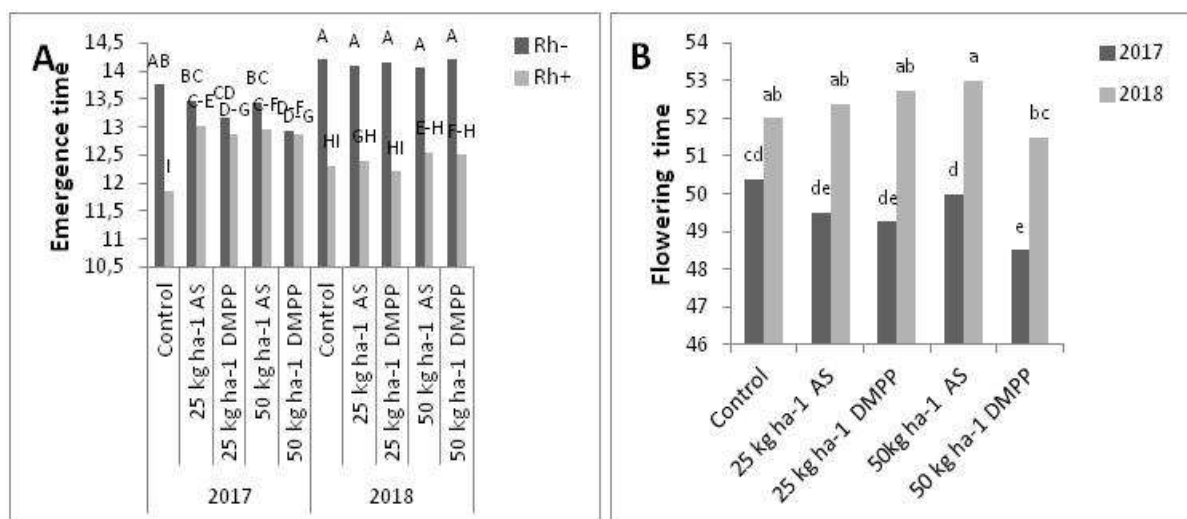 A
Emergence time
14,5
14
13,5
13
12,5
12
11,5
11
10,5
AB
I
BC
C-E
CD
D-G
BC
C-F
D-F
D-G
A
HI
A
GH
A
HI
A
E-H
A
F-H
Rh-
Rh+
Control
25 kg ha-1 AS
25 kg ha-1 DMPP
50 kg ha-1 AS
50 kg ha-1 DMPP
Control
25 kg ha-1 AS
25 kg ha-1 DMPP
50 kg ha-1 AS
50 kg ha-1 DMPP
2017
2018
B
Flowering time
54
53
52
51
50
49
48
47
46
cd
ab
de
ab
de
ab
d
a
e
bc
2017
2018
Control
25 kg ha-1 AS
25 kg ha-1 DMPP
50kg ha-1 AS
50 kg ha-1 DMPP